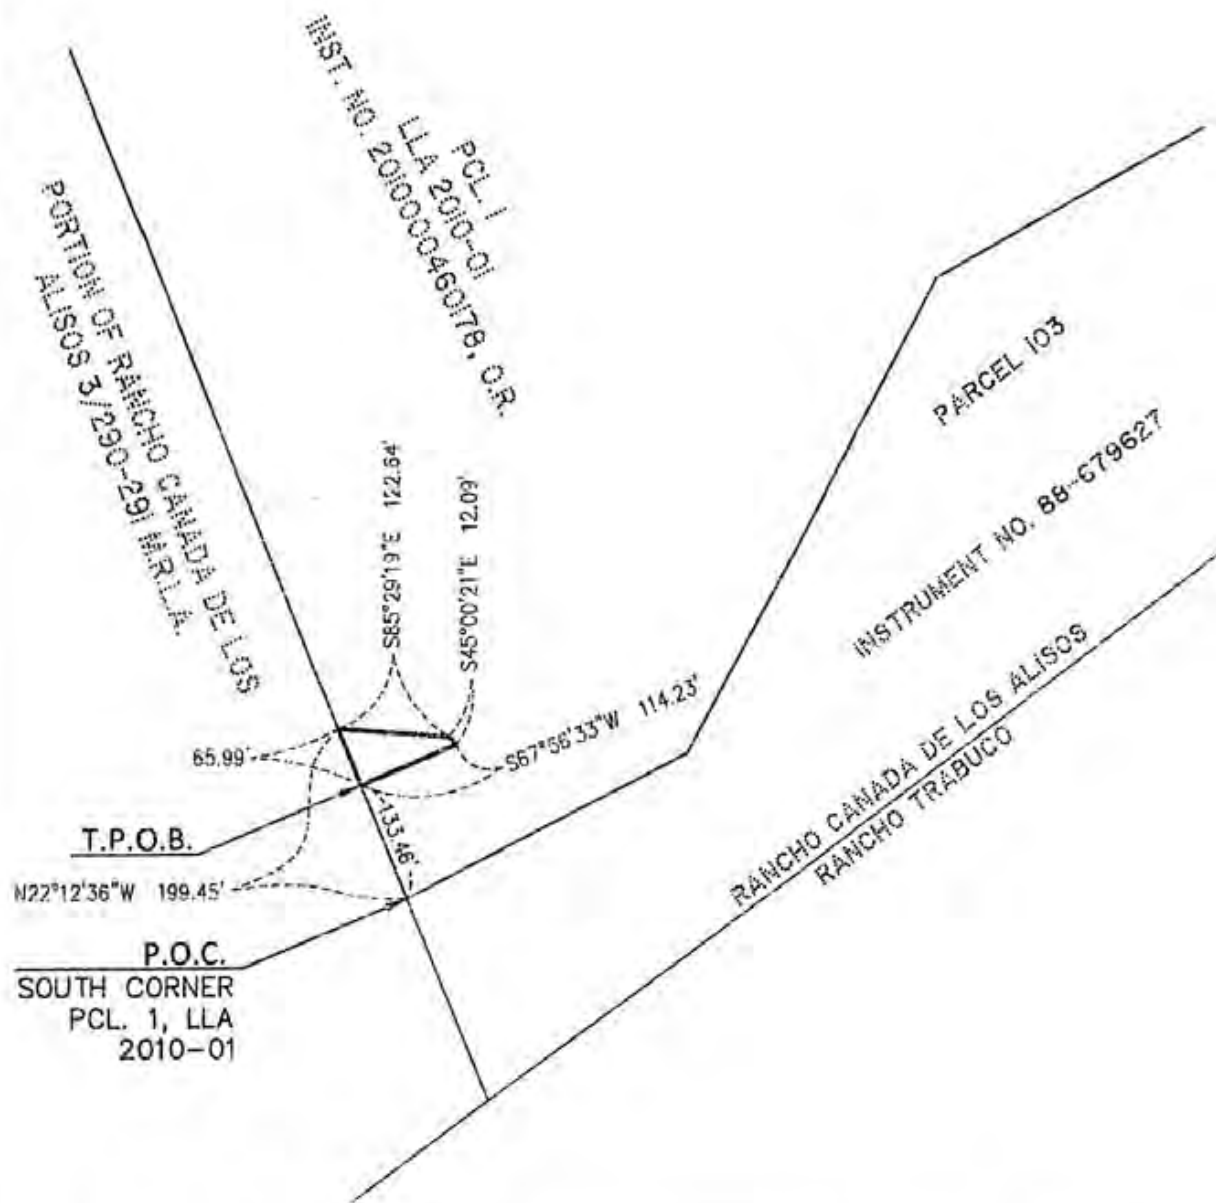 INST. NO. 2010000460178, O.R.
LLA 2010-01
PCL. 1
PORTION OF RANCHO CANADA DE LOS
ALISOS 3/290-291 M.R.L.A.
PARCEL 103
INSTRUMENT NO. 88-679627
S85°29'19"E 122.64'
S45°00'21"E 12.09'
S67°56'33"W 114.23'
65.99'
133.46'
T.P.O.B.
N22°12'36"W 199.45'
P.O.C.
SOUTH CORNER
PCL. 1, LLA
2010-01
RANCHO CANADA DE LOS ALISOS
RANCHO TRABUCO